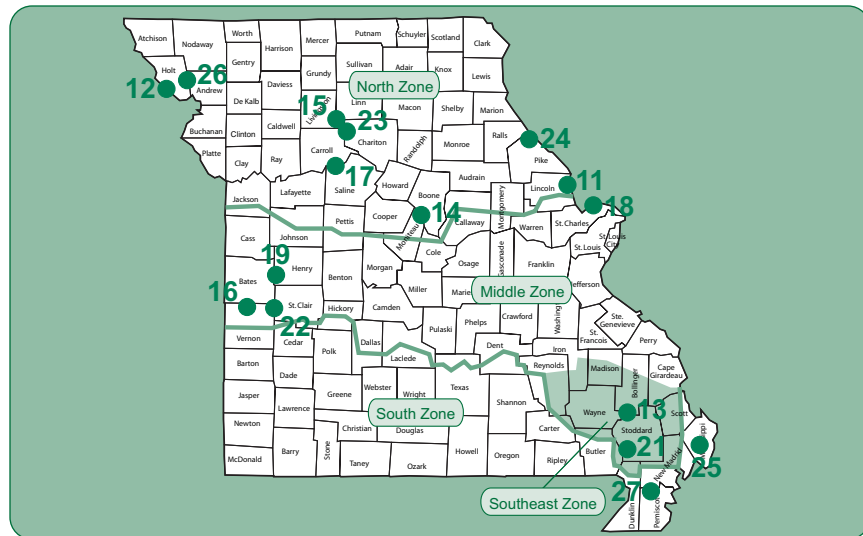 Atchison
Nodaway
Worth
Harrison
Mercer
Putnam
Schuyler
Scotland
Clark
Holt
Gentry
Grundy
Sullivan
Adair
Knox
Lewis
12
26
Andrew
De Kalb
Daviess
15
Livingston
Linn
North Zone
Macon
Shelby
Marion
Buchanan
Clinton
Caldwell
23
Chariton
Randolph
Monroe
Ralls
24
Pike
Platte
Clay
Ray
Carroll
17
Saline
Howard
Boone
Audrain
Montgomery
Lincoln
11
18
Jackson
Lafayette
Pettis
Cooper
14
Moniteau
Callaway
Warren
St. Charles
St. Louis
St. Louis
City
Cass
Johnson
19
Henry
Benton
Morgan
Cole
Osage
Gasconade
Franklin
Bates
16
St. Clair
22
Hickory
Camden
Miller
Marie
Middle Zone
efferson
Vernon
Cedar
Polk
Dallas
Laclede
Pulaski
Phelps
Crawford
Washing
Ste.
Genevieve
St.
Francois
Perry
Dent
Iron
Barton
Dade
Reynolds
Madison
Bollinger
Cape
Girardeau
Jasper
Lawrence
Greene
Webster
Wright
Texas
Shannon
Wayne
13
Scott
South Zone
Newton
Christian
Douglas
Carter
Stoddard
21
ppi
25
McDonald
Barry
Stone
Taney
Ozark
Howell
Oregon
Ripley
Butler
New Madrid
27
Southeast Zone
Dunklin
Pemisco